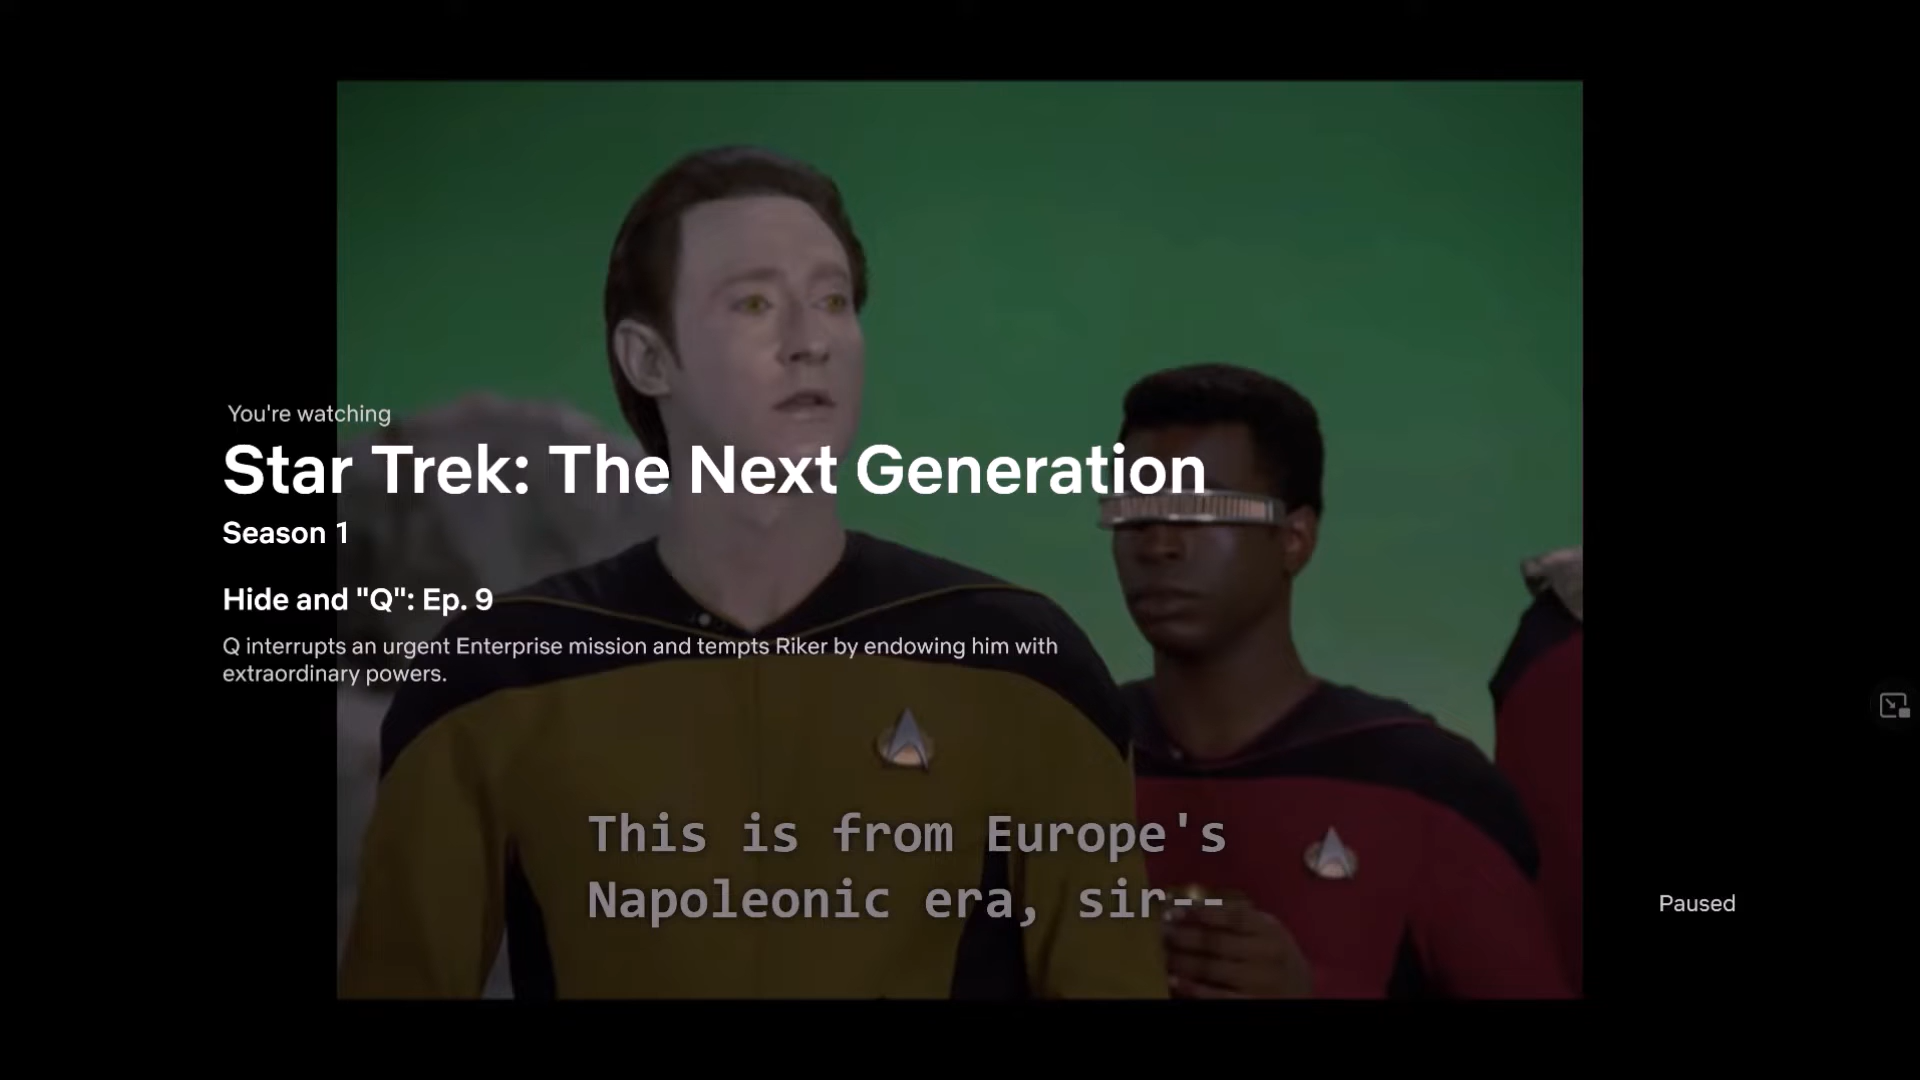 You're watching
Star Trek: The Next Generation
Season 1
Hide and "Q": Ep. 9
Q interrupts an urgent Enterprise mission and tempts Riker by endowing him with
extraordinary powers.
This is from Europe's
Napoleonic era, sir--
Paused